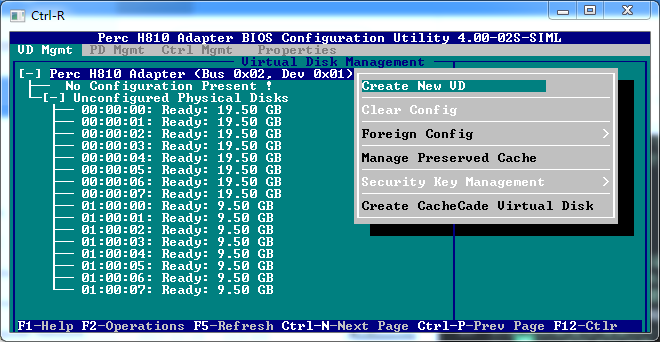 Ctrl-R
Perc H810 Adapter BIOS Configuration Utility 4.00-02S-SIML
VD Mgmt PD Mgmt Ctrl Mgmt Properties
Virtual Disk Management
[-] Perc H810 Adapter (Bus 0x02, Dev 0x01)
No Configuration Present !
[-] Unconfigured Physical Disks
00:00:00: Ready: 19.50 GB
00:00:01: Ready: 19.50 GB
00:00:02: Ready: 19.50 GB
00:00:03: Ready: 19.50 GB
00:00:04: Ready: 19.50 GB
00:00:05: Ready: 19.50 GB
00:00:06: Ready: 19.50 GB
00:00:07: Ready: 19.50 GB
01:00:00: Ready: 9.50 GB
01:00:01: Ready: 9.50 GB
01:00:02: Ready: 9.50 GB
01:00:03: Ready: 9.50 GB
01:00:04: Ready: 9.50 GB
01:00:05: Ready: 9.50 GB
01:00:06: Ready: 9.50 GB
01:00:07: Ready: 9.50 GB
Create New VD
Clear Config
Foreign Config >
Manage Preserved Cache
Security Key Management >
Create CacheCade Virtual Disk
F1-Help F2-Operations F5-Refresh Ctrl-N-Next Page Ctrl-P-Prev Page F12-Ctlr